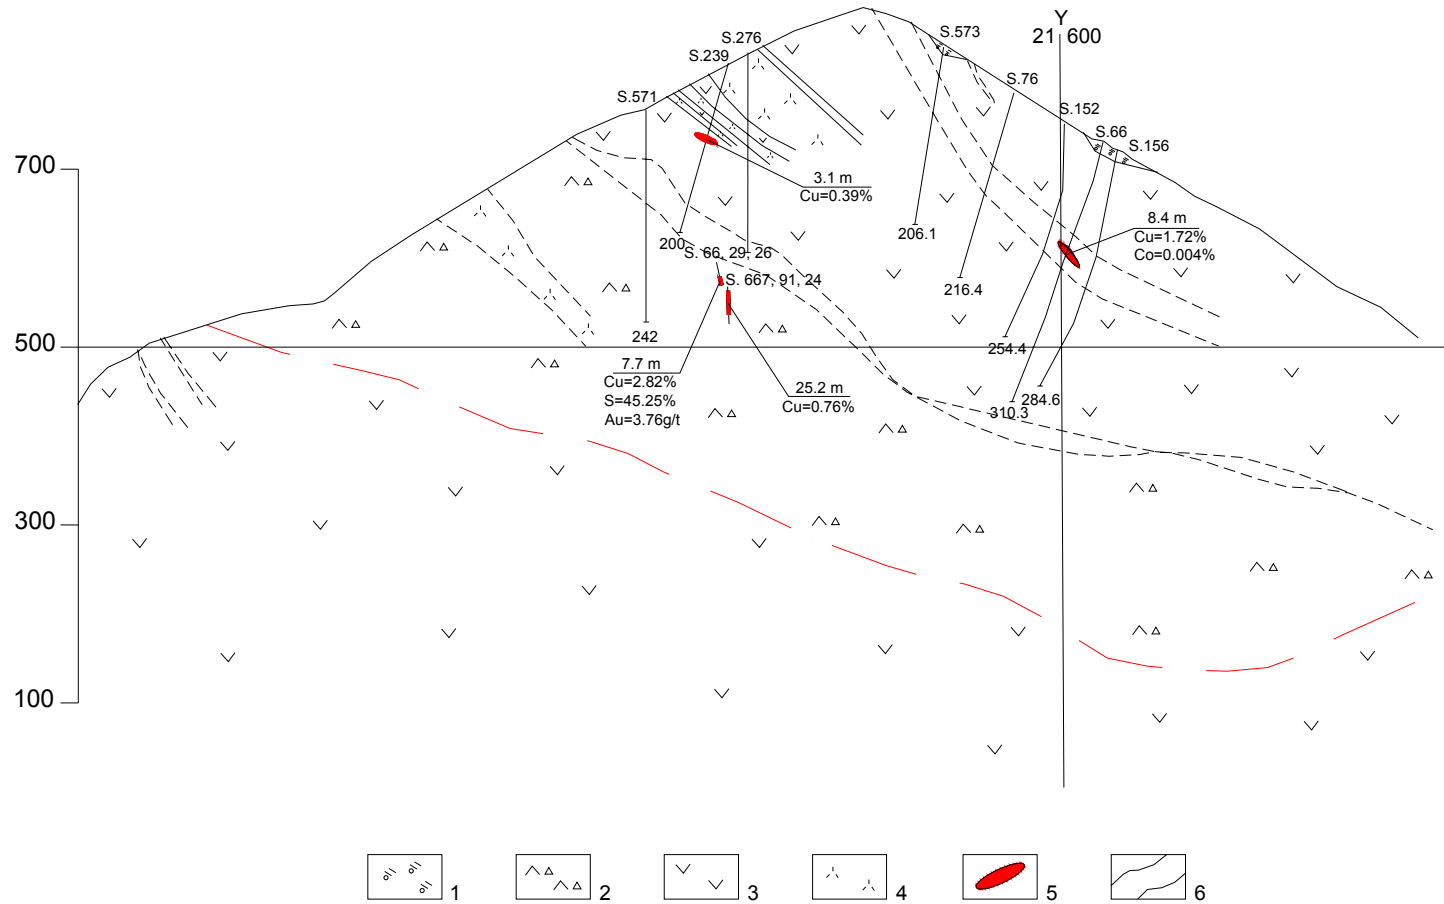 Y
21 600
S.573
S.276
S.239
S.76
S.571
S.152
S.66
S.156
700
3.1 m
Cu=0.39%
8.4 m
Cu=1.72%
Co=0.004%
206.1
200
S. 66, 29, 26
S. 667, 91, 24
216.4
242
500
254.4
7.7 m
Cu=2.82%
S=45.25%
Au=3.76g/t
25.2 m
Cu=0.76%
284.6
310.3
300
100
1
2
3
4
5
6